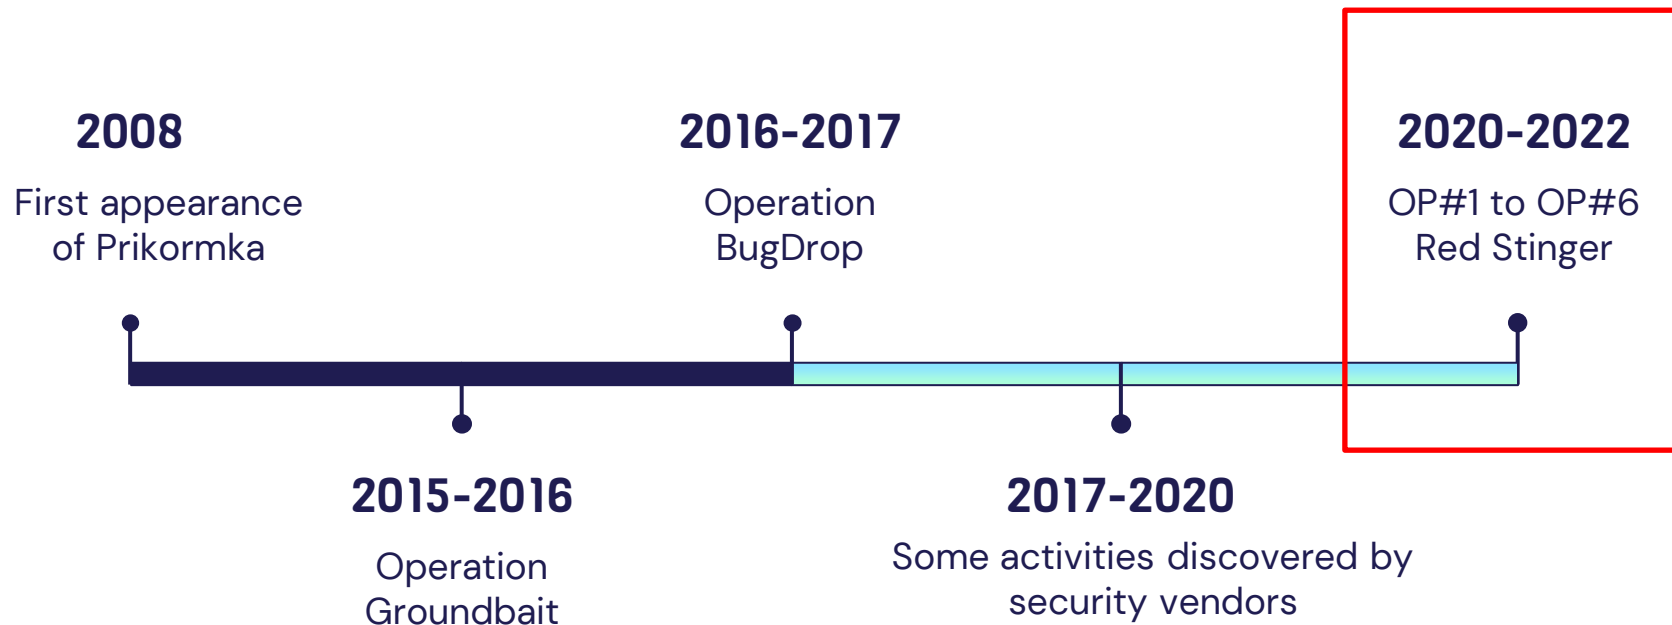 2008
First appearance
of Prikormka
2015-2016
Operation
Groundbait
2016-2017
Operation
BugDrop
2017-2020
Some activities discovered by
security vendors
2020-2022
OP#1 to OP#6
Red Stinger